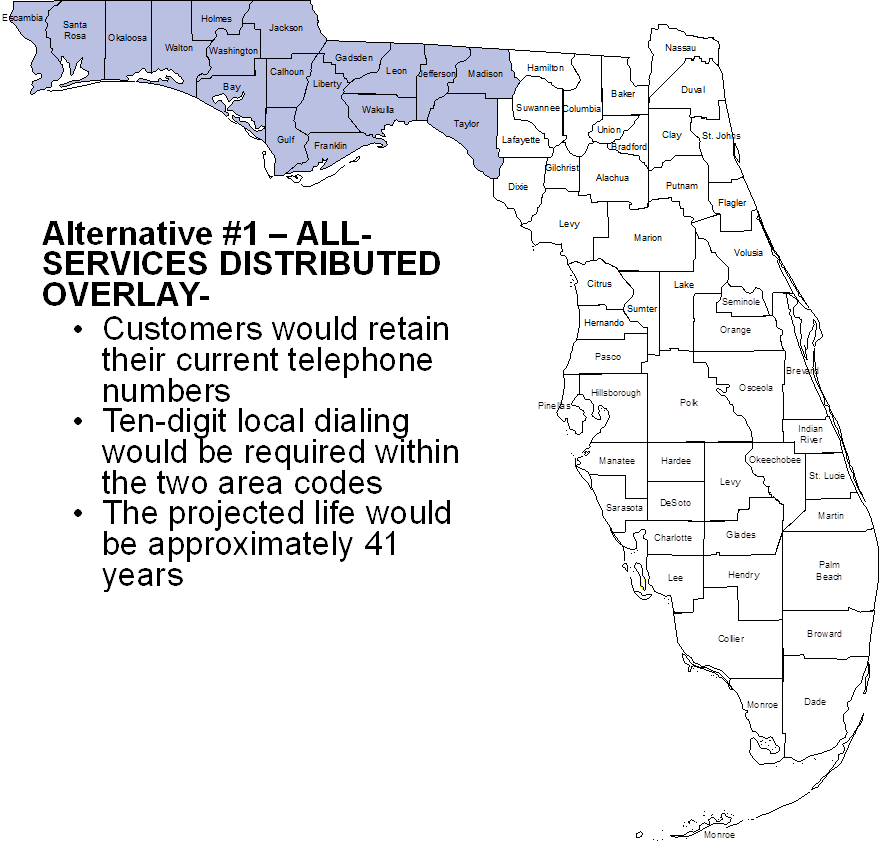 Escambia
Santa
Rosa
Okaloosa
Walton
Holmes
Washington
Jackson
Bay
Calhoun
Gulf
Liberty
Gadsden
Franklin
Leon
Wakulla
Jefferson
Madison
Taylor
Hamilton
Suwannee
Columbia
Lafayette
Dixie
Gilchrist
Baker
Union
Bradford
Nassau
Duval
Clay
St. Johns
Alachua
Putnam
Flagler
Levy
Marion
Volusia
Citrus
Sumter
Lake
Seminole
Orange
Hernando
Pasco
Hillsborough
Pinellas
Polk
Osceola
Brevard
Indian
River
Manatee
Hardee
Okeechobee
Levy
St. Lucie
Sarasota
DeSoto
Martin
Charlotte
Glades
Lee
Hendry
Palm
Beach
Collier
Broward
Monroe
Dade
Monroe
Alternative #1 – ALL-
SERVICES DISTRIBUTED
OVERLAY-
• Customers would retain
their current telephone
numbers
• Ten-digit local dialing
would be required within
the two area codes
• The projected life would
be approximately 41
years